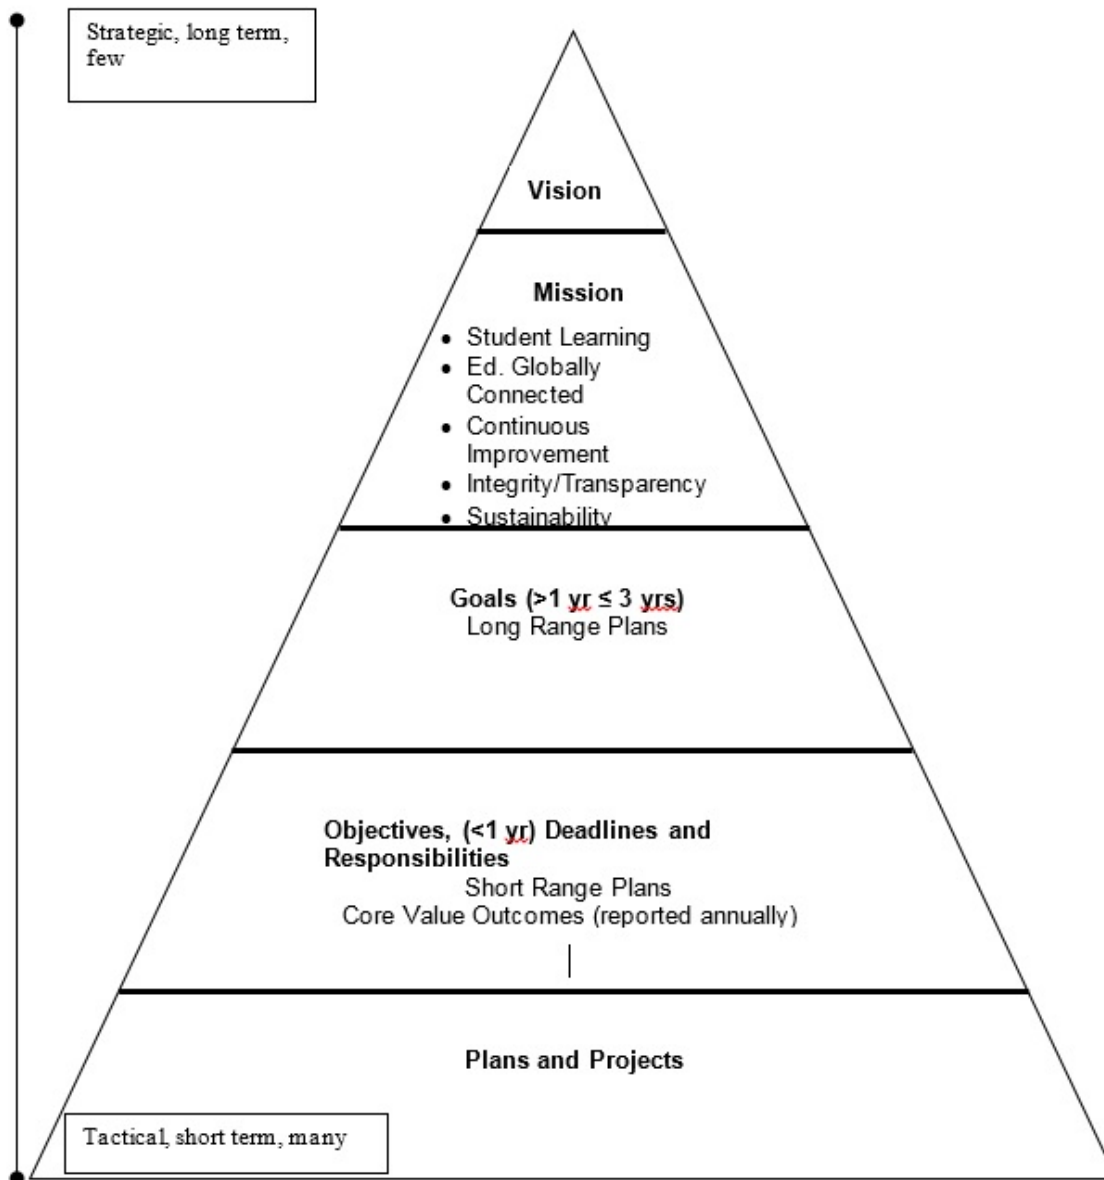 Strategic, long term,
few
Vision
Mission
• Student Learning
• Ed. Globally
Connected
• Continuous
Improvement
• Integrity/Transparency
• Sustainability
Goals (>1 yr ≤ 3 yrs)
Long Range Plans
Objectives, (<1 yr) Deadlines and
Responsibilities
Short Range Plans
Core Value Outcomes (reported annually)
Plans and Projects
Tactical, short term, many